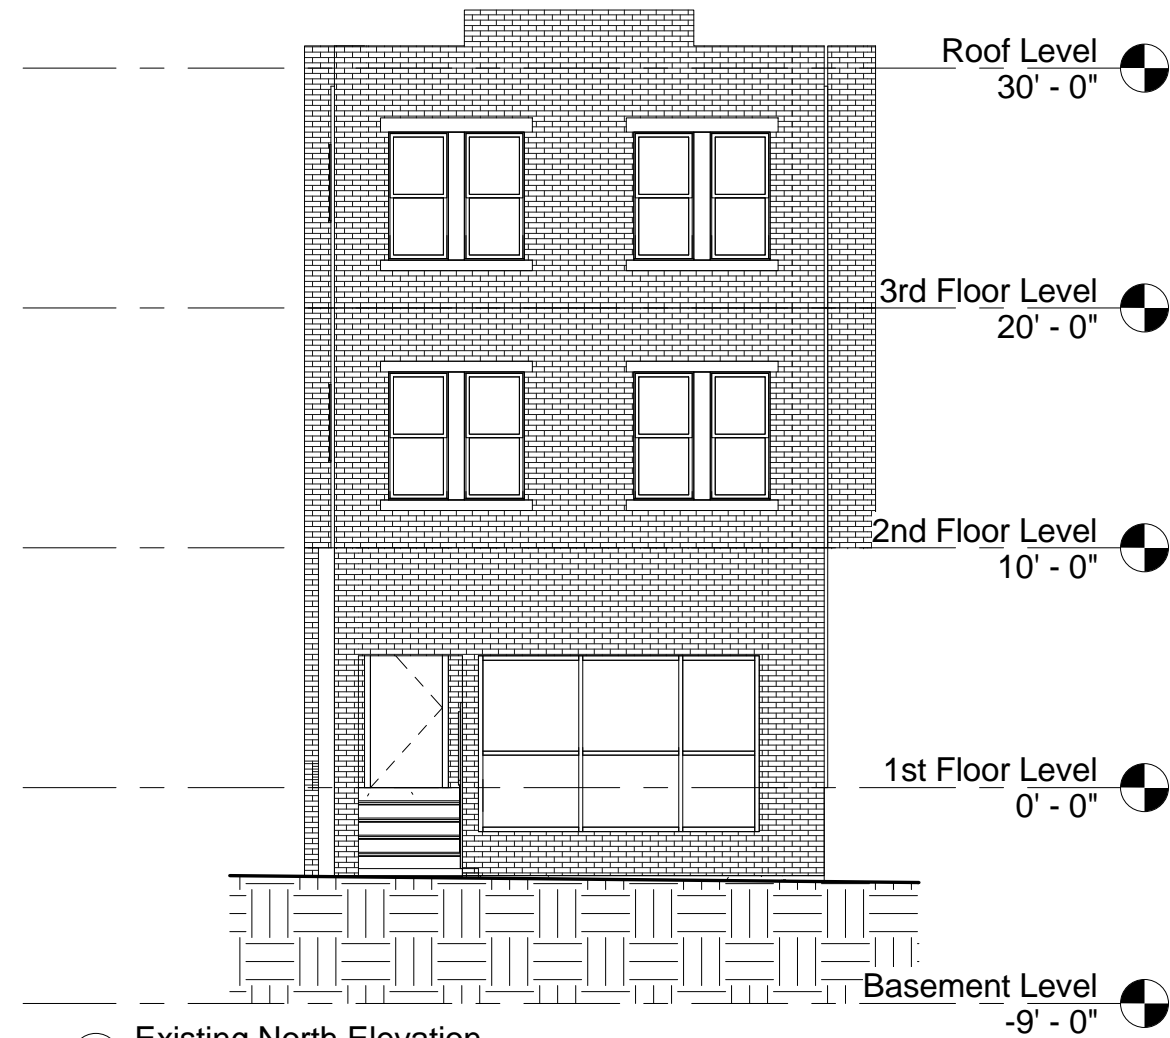 Roof Level
30' - 0"
3rd Floor Level
20' - 0"
2nd Floor Level
10' - 0"
1st Floor Level
0' - 0"
Basement Level
-9' - 0"
Existing North Elevation